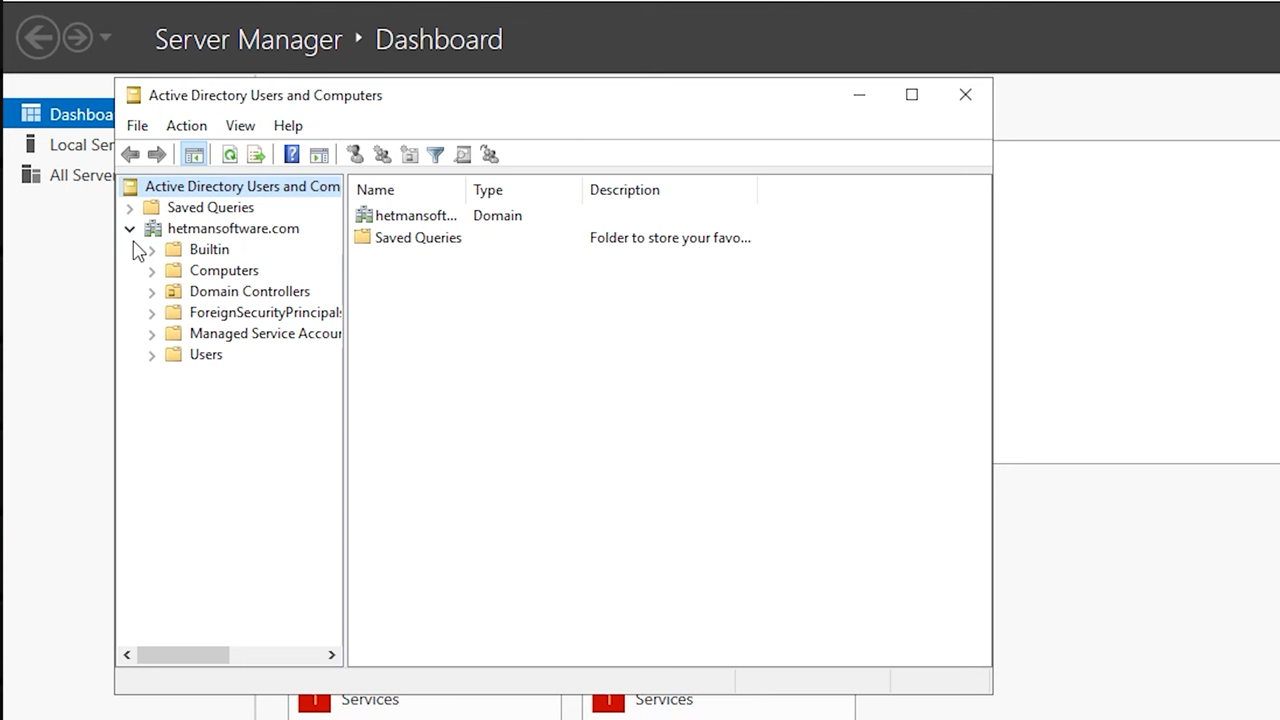 Server Manager ‣ Dashboard
Active Directory Users and Computers
File Action View Help
Dashboa
Local Ser
All Server
Active Directory Users and Com
Saved Queries
hetmansoftware.com
Builtin
Computers
Domain Controllers
ForeignSecurityPrincipals
Managed Service Accoun
Users
Name Type Description
hetmansoft... Domain
Saved Queries Folder to store your favo...
Services Services